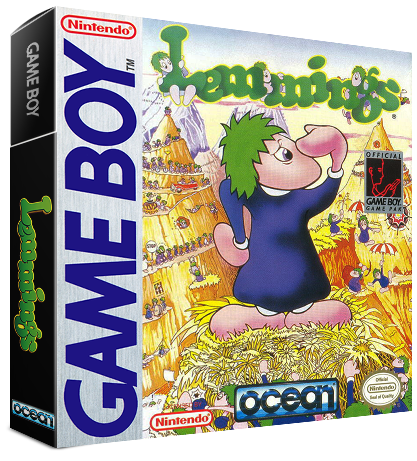 GAME BOY
Lemmings
Nintendo
GAME BOY
TM
Lemmings
®
OFFICIAL
GAME BOY
GAME PAK
Nintendo
ocean
Official
Nintendo
Seal of Quality
ocean